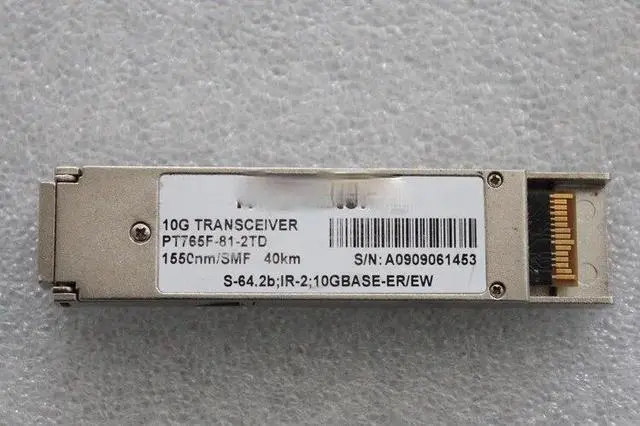 10G TRANSCEIVER
PT765F-81-2TD
1550nm/SMF 40km
S/N: A0909061453
S-64.2b;IR-2;10GBASE-ER/EW